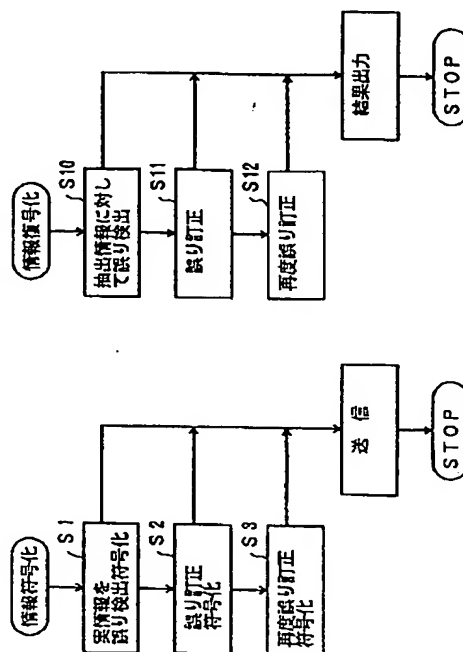 情報符号化
S1
実情報を
誤り検出符号化
S2
誤り訂正
符号化
S3
再度誤り訂正
符号化
送信
STOP
情報復号化
S10
抽出情報に対し
て誤り検出
S11
誤り訂正
S12
再度誤り訂正
結果出力
STOP